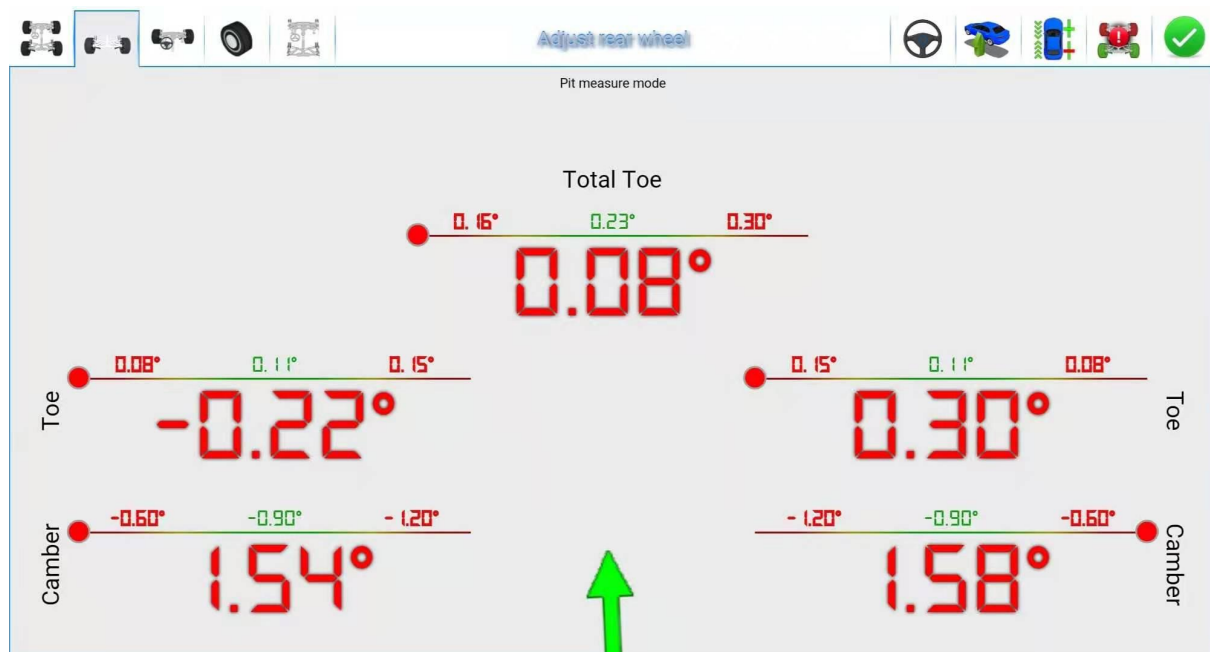 Adjust rear wheel
Pit measure mode
Total Toe
0.16° 0.23° 0.30°
0.08°
0.08° 0.11° 0.15°
0.15° 0.11° 0.08°
Toe
-0.22°
0.30°
Toe
-0.60° -0.90° -1.20°
-1.20° -0.90° -0.60°
Camber
1.54°
1.58°
Camber